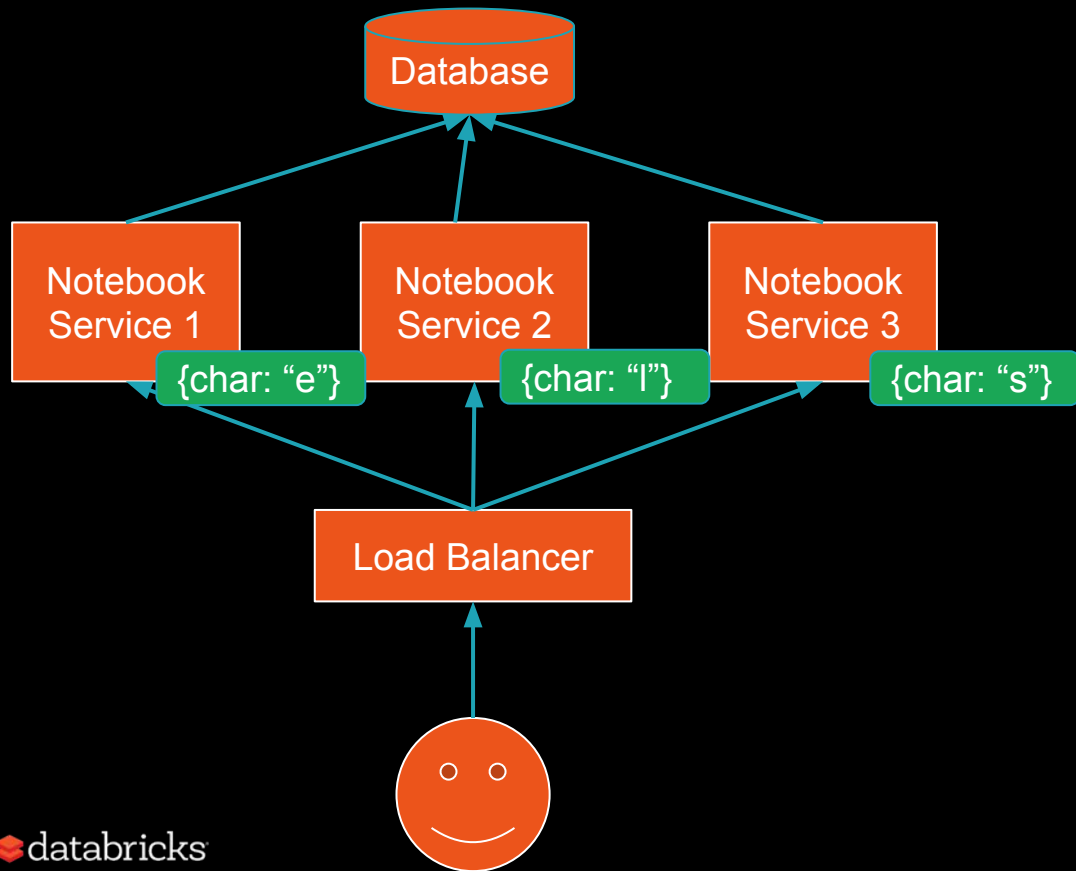 Database
Notebook
Service 1
Notebook
Service 2
Notebook
Service 3
{char: “e”}
{char: “l”}
{char: “s”}
Load Balancer
databricks